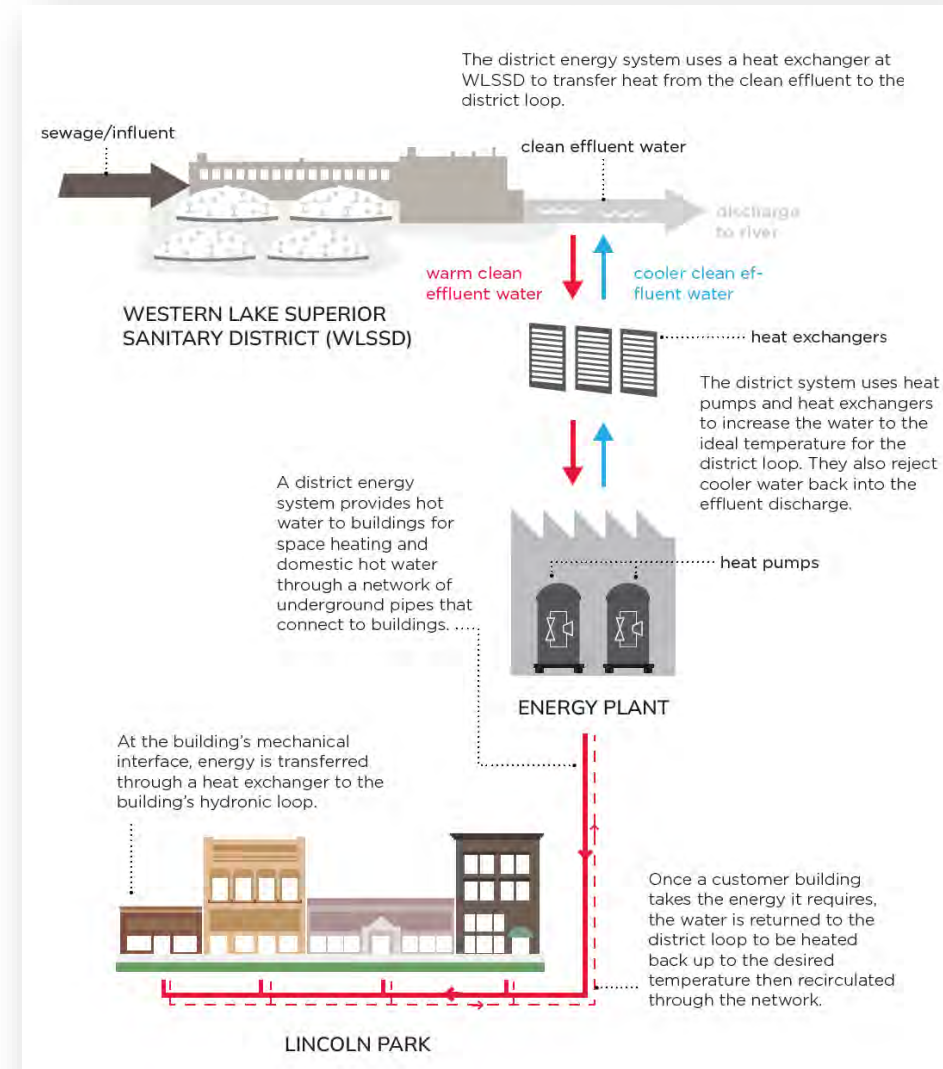 The district energy system uses a heat exchanger at
WLSSD to transfer heat from the clean effluent to the
district loop.
sewage/influent
clean effluent water
discharge
to river
warm clean
effluent water
cooler clean ef-
fluent water
WESTERN LAKE SUPERIOR
SANITARY DISTRICT (WLSSD)
heat exchangers
The district system uses heat
pumps and heat exchangers
to increase the water to the
ideal temperature for the
district loop. They also reject
cooler water back into the
effluent discharge.
A district energy
system provides hot
water to buildings for
space heating and
domestic hot water
through a network of
underground pipes that
connect to buildings.
heat pumps
ENERGY PLANT
At the building's mechanical
interface, energy is transferred
through a heat exchanger to the
building's hydronic loop.
Once a customer building
takes the energy it requires,
the water is returned to the
district loop to be heated
back up to the desired
temperature then recirculated
through the network.
LINCOLN PARK